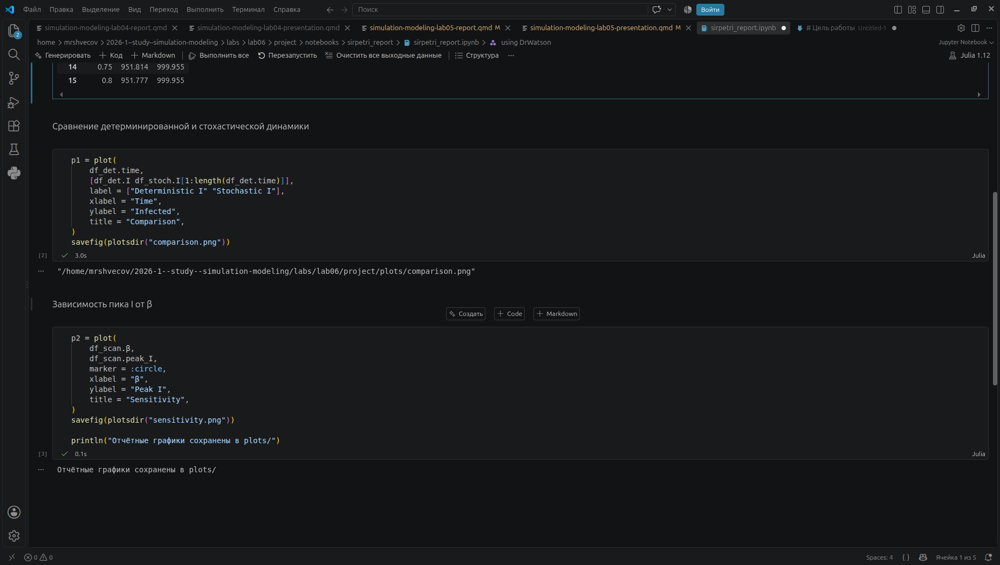 Файл Правка Выделение Вид Переход Выполнить Терминал Справка Поиск Войти
simulation-modeling-lab04-report.qmd simulation-modeling-lab04-presentation.qmd simulation-modeling-lab05-report.qmd M simulation-modeling-lab05-presentation.qmd M sirpetri_report.ipynb # Цель работы Untitled-1
home > mrshvecov > 2026-1--study--simulation-modeling > labs > lab06 > project > notebooks > sirpetri_report > sirpetri_report.ipynb > using DrWatson Jupyter Notebook
Генерировать + Код + Markdown Выполнить все Перезапустить Очистить все выходные данные Структура ... Julia 1.12
14 0.75 951.814 999.955
15 0.8 951.777 999.955
Сравнение детерминированной и стохастической динамики
p1 = plot(
df_det.time,
[df_det.I df_stoch.I[1:length(df_det.time)]],
label = ["Deterministic I" "Stochastic I"],
xlabel = "Time",
ylabel = "Infected",
title = "Comparison",
)
savefig(plotsdir("comparison.png"))
[2] 3.0s Julia
... "/home/mrshvecov/2026-1--study--simulation-modeling/labs/lab06/project/plots/comparison.png"
Зависимость пика I от β
Создать + Code + Markdown
p2 = plot(
df_scan.β,
df_scan.peak_I,
marker = :circle,
xlabel = "β",
ylabel = "Peak I",
title = "Sensitivity",
)
savefig(plotsdir("sensitivity.png"))
println("Отчётные графики сохранены в plots/")
[3] 0.1s Julia
... Отчётные графики сохранены в plots/
2
0 0 Spaces: 4 { } Ячейка 1 из 5